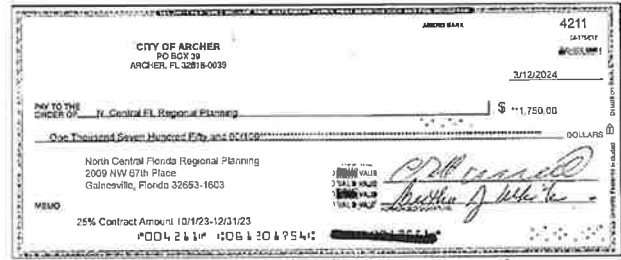 4211
CITY OF ARCHER
PO BOX 39
ARCHER, FL 32618-0039
3/12/2024
PAY TO THE
ORDER OF N. Central FL Regional Planning
$ **1,750.00
One Thousand Seven Hundred Fifty and 00/100
DOLLARS
North Central Florida Regional Planning
2009 NW 67th Place
Gainesville, Florida 32653-1603
MEMO
25% Contract Amount 10/1/23-12/31/23